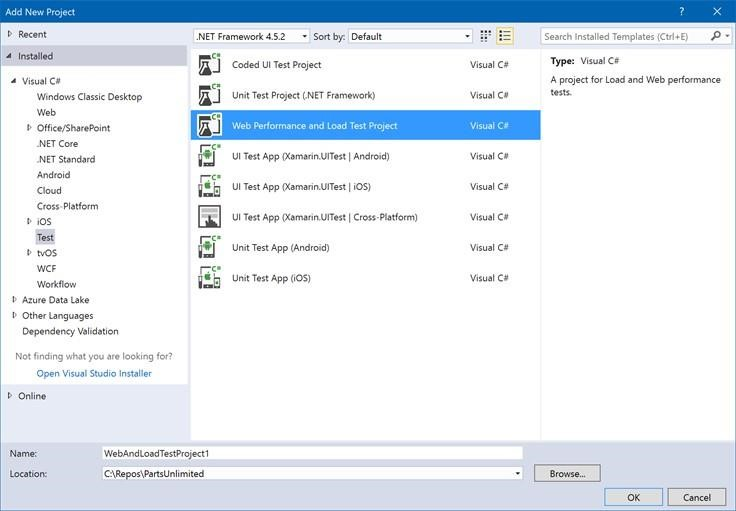 Add New Project
Recent
.NET Framework 4.5.2 Sort by: Default Search Installed Templates (Ctrl+E)
Installed
Visual C#
Windows Classic Desktop
Web
Office/SharePoint
.NET Core
.NET Standard
Android
Cloud
Cross-Platform
iOS
Test
tvOS
WCF
Workflow
Azure Data Lake
Other Languages
Dependency Validation
Not finding what you are looking for?
Open Visual Studio Installer
Online
Coded UI Test Project Visual C#
Unit Test Project (.NET Framework) Visual C#
Web Performance and Load Test Project Visual C#
UI Test App (Xamarin.UITest | Android) Visual C#
UI Test App (Xamarin.UITest | iOS) Visual C#
UI Test App (Xamarin.UITest | Cross-Platform) Visual C#
Unit Test App (Android) Visual C#
Unit Test App (iOS) Visual C#
Type: Visual C#
A project for Load and Web performance
tests.
Name: WebAndLoadTestProject1
Location: C:\Repos\PartsUnlimited Browse...
OK Cancel